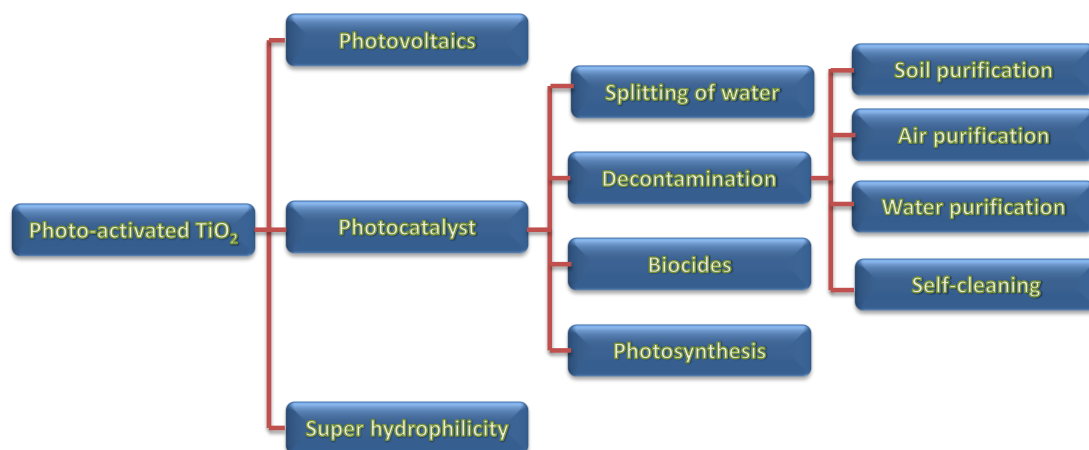 Photo-activated TiO₂
Photovoltaics
Photocatalyst
Super hydrophilicity
Splitting of water
Decontamination
Biocides
Photosynthesis
Soil purification
Air purification
Water purification
Self-cleaning